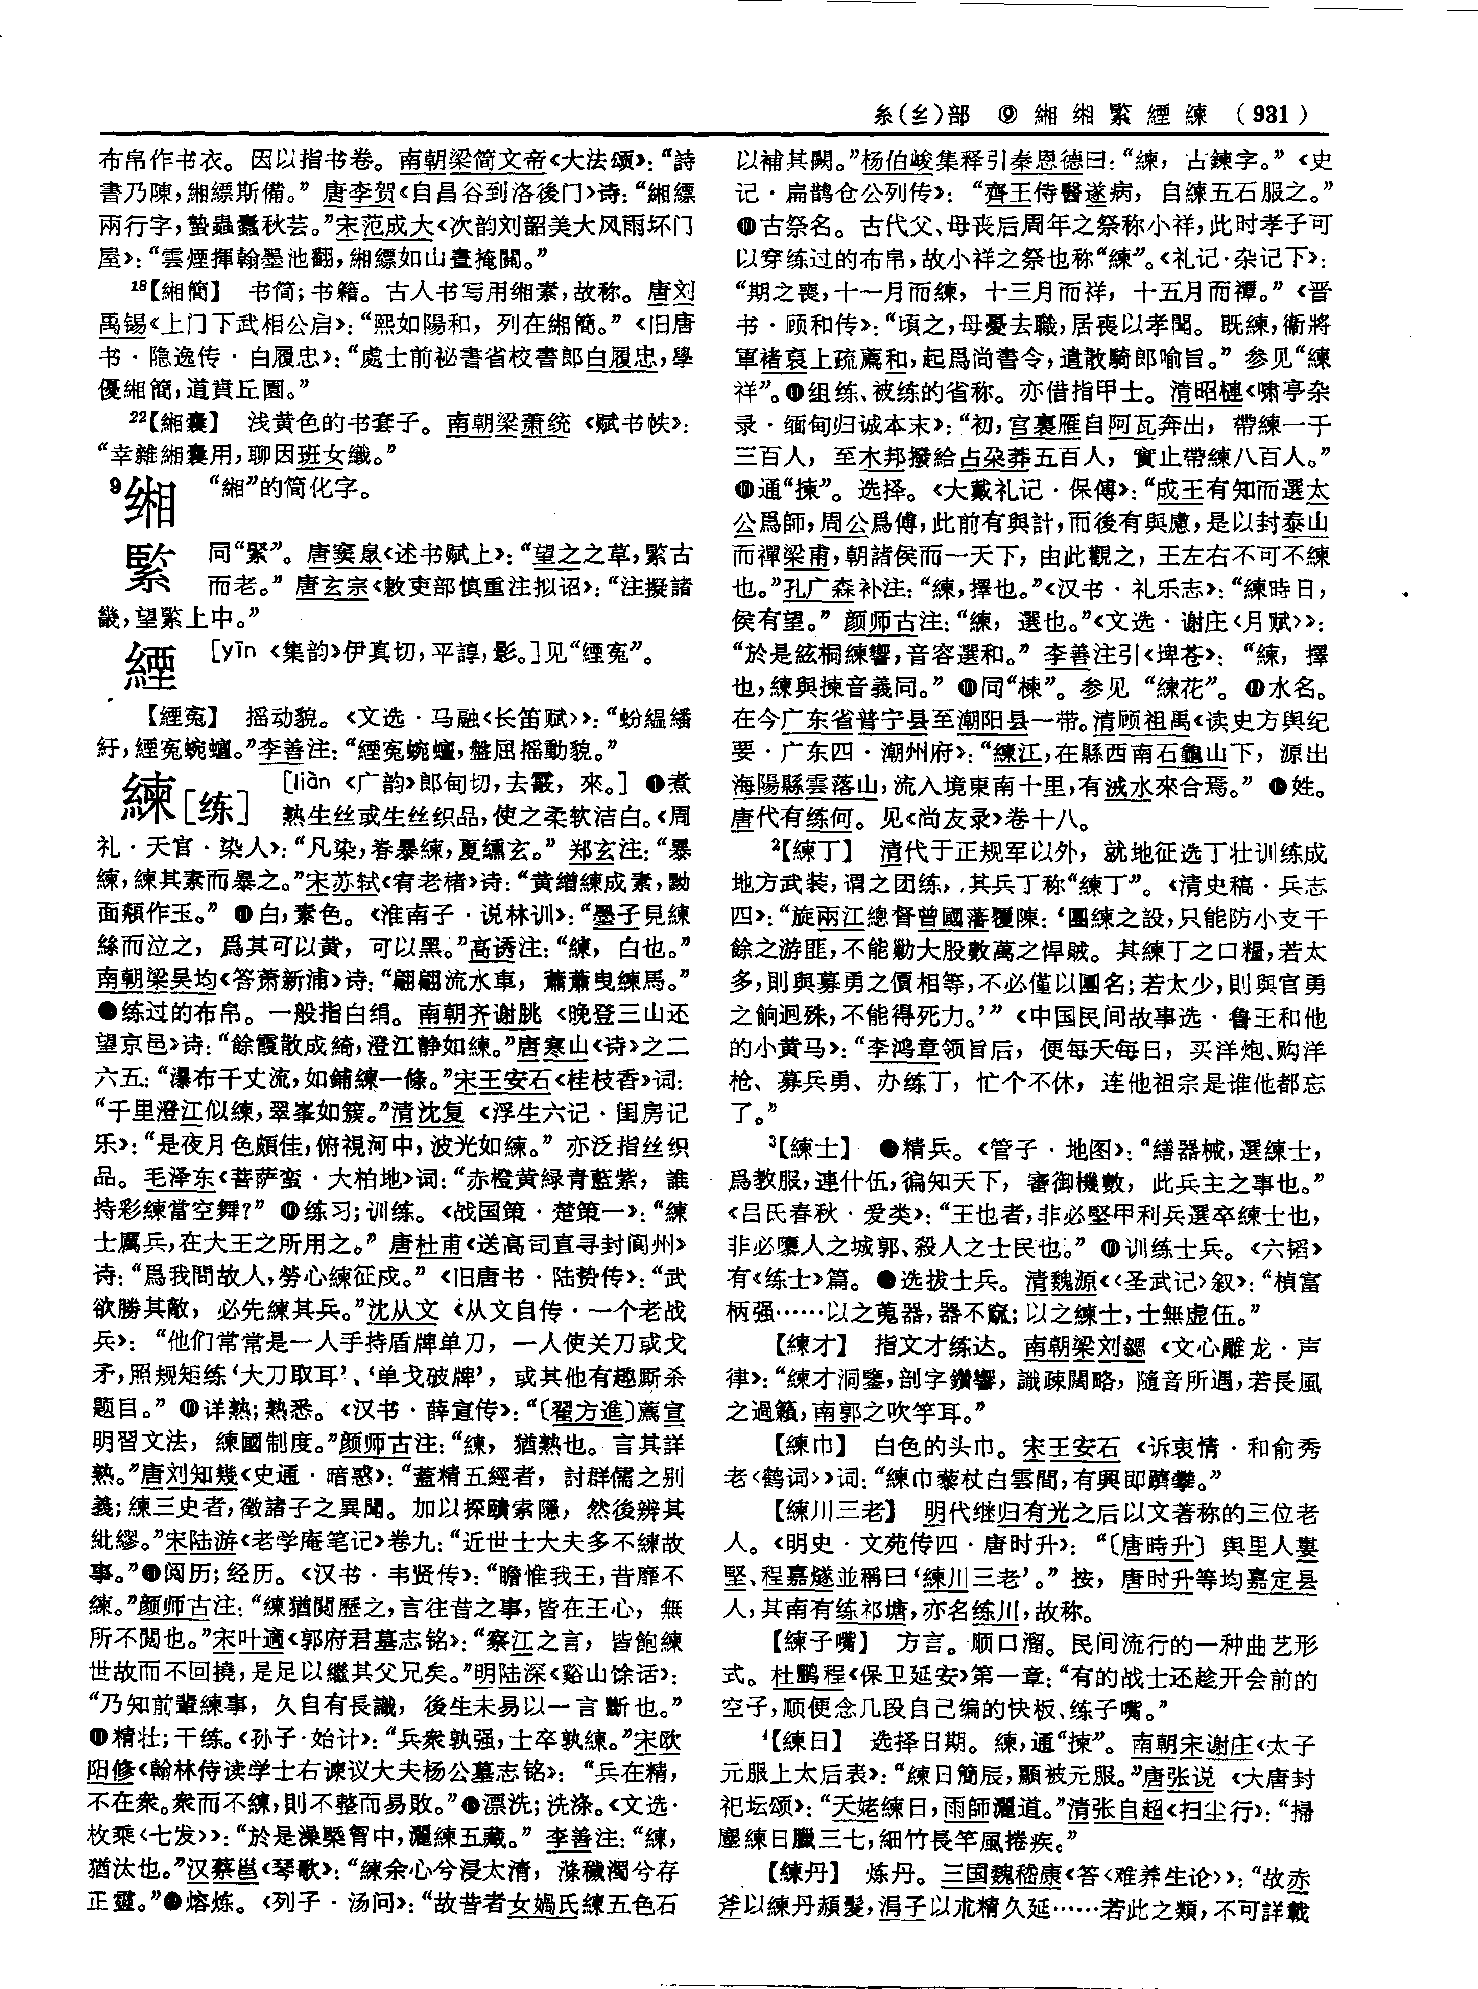 糸(纟)部 ⑨ 緗 缃 緊 緸 練 (931)
布帛作书衣。因以指书卷。南朝梁简文帝《大法颂》：“詩
書乃陳，緗縹斯備。”唐李贺《自昌谷到洛後门》诗：“緗縹
兩行字，蟄蟲蠹秋芸。”宋范成大《次韵刘韶美大风雨坏门
屋》：“雲煙揮翰墨池翻，緗縹如山晝掩關。”
18【緗簡】 书简；书籍。古人书写用缃素，故称。唐刘
禹锡《上门下武相公启》：“熙如陽和，列在緗簡。”《旧唐
书·隐逸传·白履忠》：“處士前祕書省校書郎白履忠，學
優緗簡，道賁丘園。”
22【緗囊】 浅黄色的书套子。南朝梁萧统《赋书帙》：
“幸雜緗囊用，聊因班女織。”
9缃 “緗”的简化字。
緊 同“緊”。唐窦臮《述书赋上》：“望之之草，緊古
而老。”唐玄宗《敕吏部慎重注拟诏》：“注擬諸
畿，望緊上中。”
緸 [yīn《集韵》伊真切，平諄，影。]见“緸冤”。
【緸冤】 摇动貌。《文选·马融〈长笛赋〉》：“蚡緼繙
紆，緸冤蜿蟺。”李善注：“緸冤蜿蟺，盤屈摇動貌。”
練[练] [liàn《广韵》郎甸切，去霰，來。] ❶煮
熟生丝或生丝织品，使之柔软洁白。《周
礼·天官·染人》：“凡染，春暴練，夏纁玄。”郑玄注：“暴
練，練其素而暴之。”宋苏轼《宥老楮》诗：“黄繒練成素，黝
面頮作玉。”❷白，素色。《淮南子·说林训》：“墨子見練
絲而泣之，爲其可以黄，可以黑。”高诱注：“練，白也。”
南朝梁吴均《答萧新浦》诗：“翩翩流水車，蕭蕭曳練馬。”
❸练过的布帛。一般指白绢。南朝齐谢朓《晚登三山还
望京邑》诗：“餘霞散成綺，澄江静如練。”唐寒山《诗》之二
六五：“瀑布千丈流，如鋪練一條。”宋王安石《桂枝香》词：
“千里澄江似練，翠峯如簇。”清沈复《浮生六记·闺房记
乐》：“是夜月色頗佳，俯視河中，波光如練。”亦泛指丝织
品。毛泽东《菩萨蛮·大柏地》词：“赤橙黄緑青藍紫，誰
持彩練當空舞？”❹练习；训练。《战国策·楚策一》：“練
士厲兵，在大王之所用之。”唐杜甫《送高司直寻封阆州》
诗：“爲我問故人，勞心練征戍。”《旧唐书·陆贽传》：“武
欲勝其敵，必先練其兵。”沈从文《从文自传·一个老战
兵》：“他们常常是一人手持盾牌单刀，一人使关刀或戈
矛，照规矩练‘大刀取耳’、‘单戈破牌’，或其他有趣厮杀
题目。”❺详熟；熟悉。《汉书·薛宣传》：“〔翟方進〕薦宣
明習文法，練國制度。”颜师古注：“練，猶熟也。言其詳
熟。”唐刘知幾《史通·暗惑》：“蓋精五經者，討群儒之别
義；練三史者，徵諸子之異聞。加以探賾索隱，然後辨其
紕繆。”宋陆游《老学庵笔记》卷九：“近世士大夫多不練故
事。”❻阅历；经历。《汉书·韦贤传》：“瞻惟我王，昔靡不
練。”颜师古注：“練猶閱歷之，言往昔之事，皆在王心，無
所不閱也。”宋叶適《郭府君墓志铭》：“察江之言，皆飽練
世故而不回撓，是足以繼其父兄矣。”明陆深《谿山馀话》：
“乃知前輩練事，久自有長識，後生未易以一言斷也。”
❼精壮；干练。《孙子·始计》：“兵衆孰强，士卒孰練。”宋欧
阳修《翰林侍读学士右谏议大夫杨公墓志铭》：“兵在精，
不在衆。衆而不練，則不整而易敗。”❽漂洗；洗涤。《文选·
枚乘〈七发〉》：“於是澡槩胷中，灑練五藏。”李善注：“練，
猶汰也。”汉蔡邕《琴歌》：“練余心兮浸太清，滌穢濁兮存
正靈。”❾熔炼。《列子·汤问》：“故昔者女媧氏練五色石
以補其闕。”杨伯峻集释引秦恩德曰：“練，古鍊字。”《史
记·扁鹊仓公列传》：“齊王侍醫遂病，自練五石服之。”
❿古祭名。古代父、母丧后周年之祭称小祥，此时孝子可
以穿练过的布帛，故小祥之祭也称“練”。《礼记·杂记下》：
“期之喪，十一月而練，十三月而祥，十五月而禫。”《晋
书·顾和传》：“頃之，母憂去職，居喪以孝聞。既練，衞將
軍褚裒上疏薦和，起爲尚書令，遣散騎郎喻旨。”参见“練
祥”。⓫组练、被练的省称。亦借指甲士。清昭槤《啸亭杂
录·缅甸归诚本末》：“初，宫裏雁自阿瓦奔出，帶練一千
三百人，至木邦撥給占朶莽五百人，實止帶練八百人。”
⓬通“揀”。选择。《大戴礼记·保傅》：“成王有知而選太
公爲師，周公爲傅，此前有與計，而後有與慮，是以封泰山
而禪梁甫，朝諸侯而一天下，由此觀之，王左右不可不練
也。”孔广森补注：“練，擇也。”《汉书·礼乐志》：“練時日，
侯有望。”颜师古注：“練，選也。”《文选·谢庄〈月赋〉》：
“於是絃桐練響，音容選和。”李善注引《埤苍》：“練，擇
也，練與揀音義同。”⓭同“楝”。参见“練花”。⓮水名。
在今广东省普宁县至潮阳县一带。清顾祖禹《读史方舆纪
要·广东四·潮州府》：“練江，在縣西南石龜山下，源出
海陽縣雲落山，流入境東南十里，有滅水來合焉。”⓯姓。
唐代有练何。见《尚友录》卷十八。
2【練丁】 清代于正规军以外，就地征选丁壮训练成
地方武装，谓之团练，其兵丁称“練丁”。《清史稿·兵志
四》：“旋兩江總督曾國藩覆陳：‘團練之設，只能防小支千
餘之游匪，不能勦大股數萬之悍賊。其練丁之口糧，若太
多，則與募勇之價相等，不必僅以團名；若太少，則與官勇
之餉迥殊，不能得死力。’”《中国民间故事选·鲁王和他
的小黄马》：“李鸿章领旨后，便每天每日，买洋炮、购洋
枪、募兵勇、办练丁，忙个不休，连他祖宗是谁他都忘
了。”
3【練士】 ❶精兵。《管子·地图》：“繕器械，選練士，
爲教服，連什伍，徧知天下，審御機數，此兵主之事也。”
《吕氏春秋·爱类》：“王也者，非必堅甲利兵選卒練士也，
非必隳人之城郭、殺人之士民也。”❷训练士兵。《六韬》
有《练士》篇。❸选拔士兵。清魏源《〈圣武记〉叙》：“楨富
柄强……以之蒐器，器不窳；以之練士，士無虚伍。”
【練才】 指文才练达。南朝梁刘勰《文心雕龙·声
律》：“練才洞鑒，剖字鑽響，識疎闊略，隨音所遇，若長風
之過籟，南郭之吹竽耳。”
【練巾】 白色的头巾。宋王安石《诉衷情·和俞秀
老〈鹤词〉》词：“練巾藜杖白雲間，有興即躋攀。”
【練川三老】 明代继归有光之后以文著称的三位老
人。《明史·文苑传四·唐时升》：“〔唐時升〕與里人婁
堅、程嘉燧並稱曰‘練川三老’。”按，唐时升等均嘉定县
人，其南有练祁塘，亦名练川，故称。
【練子嘴】 方言。顺口溜。民间流行的一种曲艺形
式。杜鹏程《保卫延安》第一章：“有的战士还趁开会前的
空子，顺便念几段自己编的快板、练子嘴。”
4【練日】 选择日期。練，通“揀”。南朝宋谢庄《太子
元服上太后表》：“練日簡辰，顯被元服。”唐张说《大唐封
祀坛颂》：“天姥練日，雨師灑道。”清张自超《扫尘行》：“掃
塵練日臘三七，細竹長竿風捲疾。”
【練丹】 炼丹。三国魏嵇康《答〈难养生论〉》：“故赤
斧以練丹赬髮，涓子以朮精久延……若此之類，不可詳載